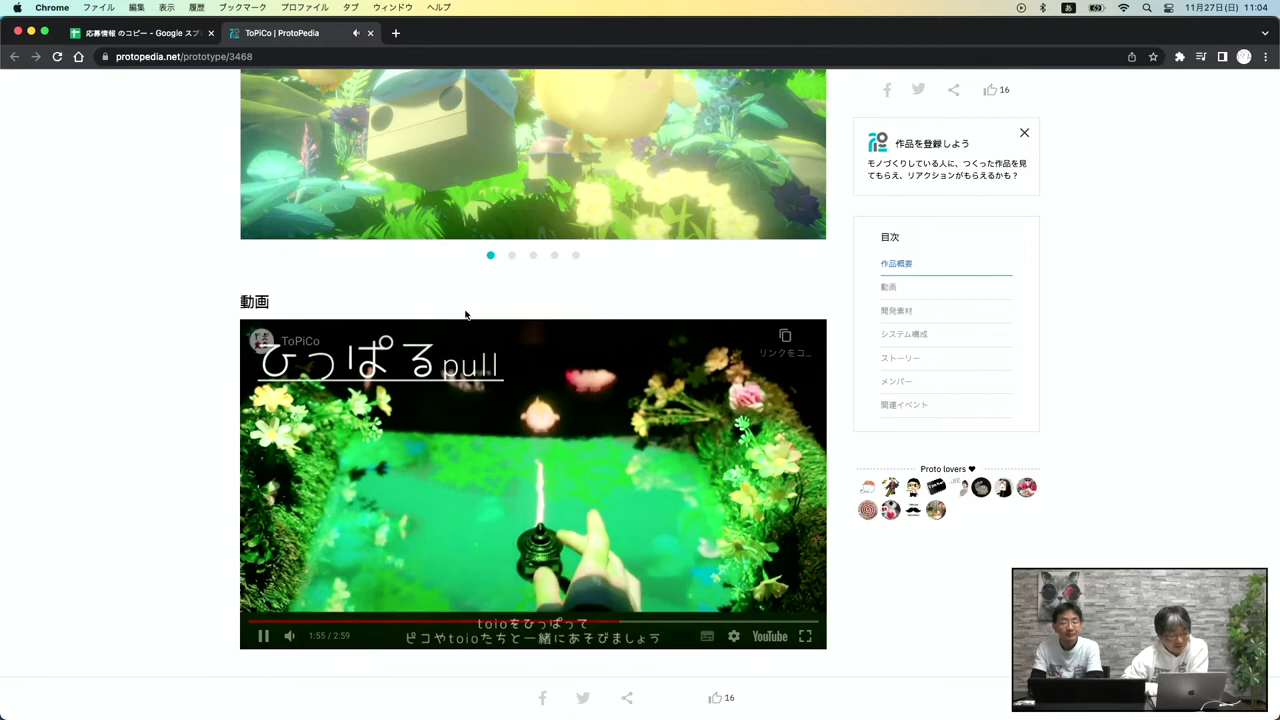 Chrome ファイル 編集 表示 履歴 ブックマーク プロファイル タブ ウィンドウ ヘルプ
あ 11月27日(日) 11:04
応募情報 のコピー - Google スプ
ToPiCo | ProtoPedia
protopedia.net/prototype/3468
16
作品を登録しよう
モノづくりしている人に、つくった作品を見
てもらえ、リアクションがもらえるかも？
目次
作品概要
動画
開発素材
システム構成
ストーリー
メンバー
関連イベント
Proto lovers
動画
ToPiCo
リンクをコ...
ひっぱるpull
toioをひっぱって
ピコやtoioたちと一緒にあそびましょう
1:55 / 2:59
YouTube
16